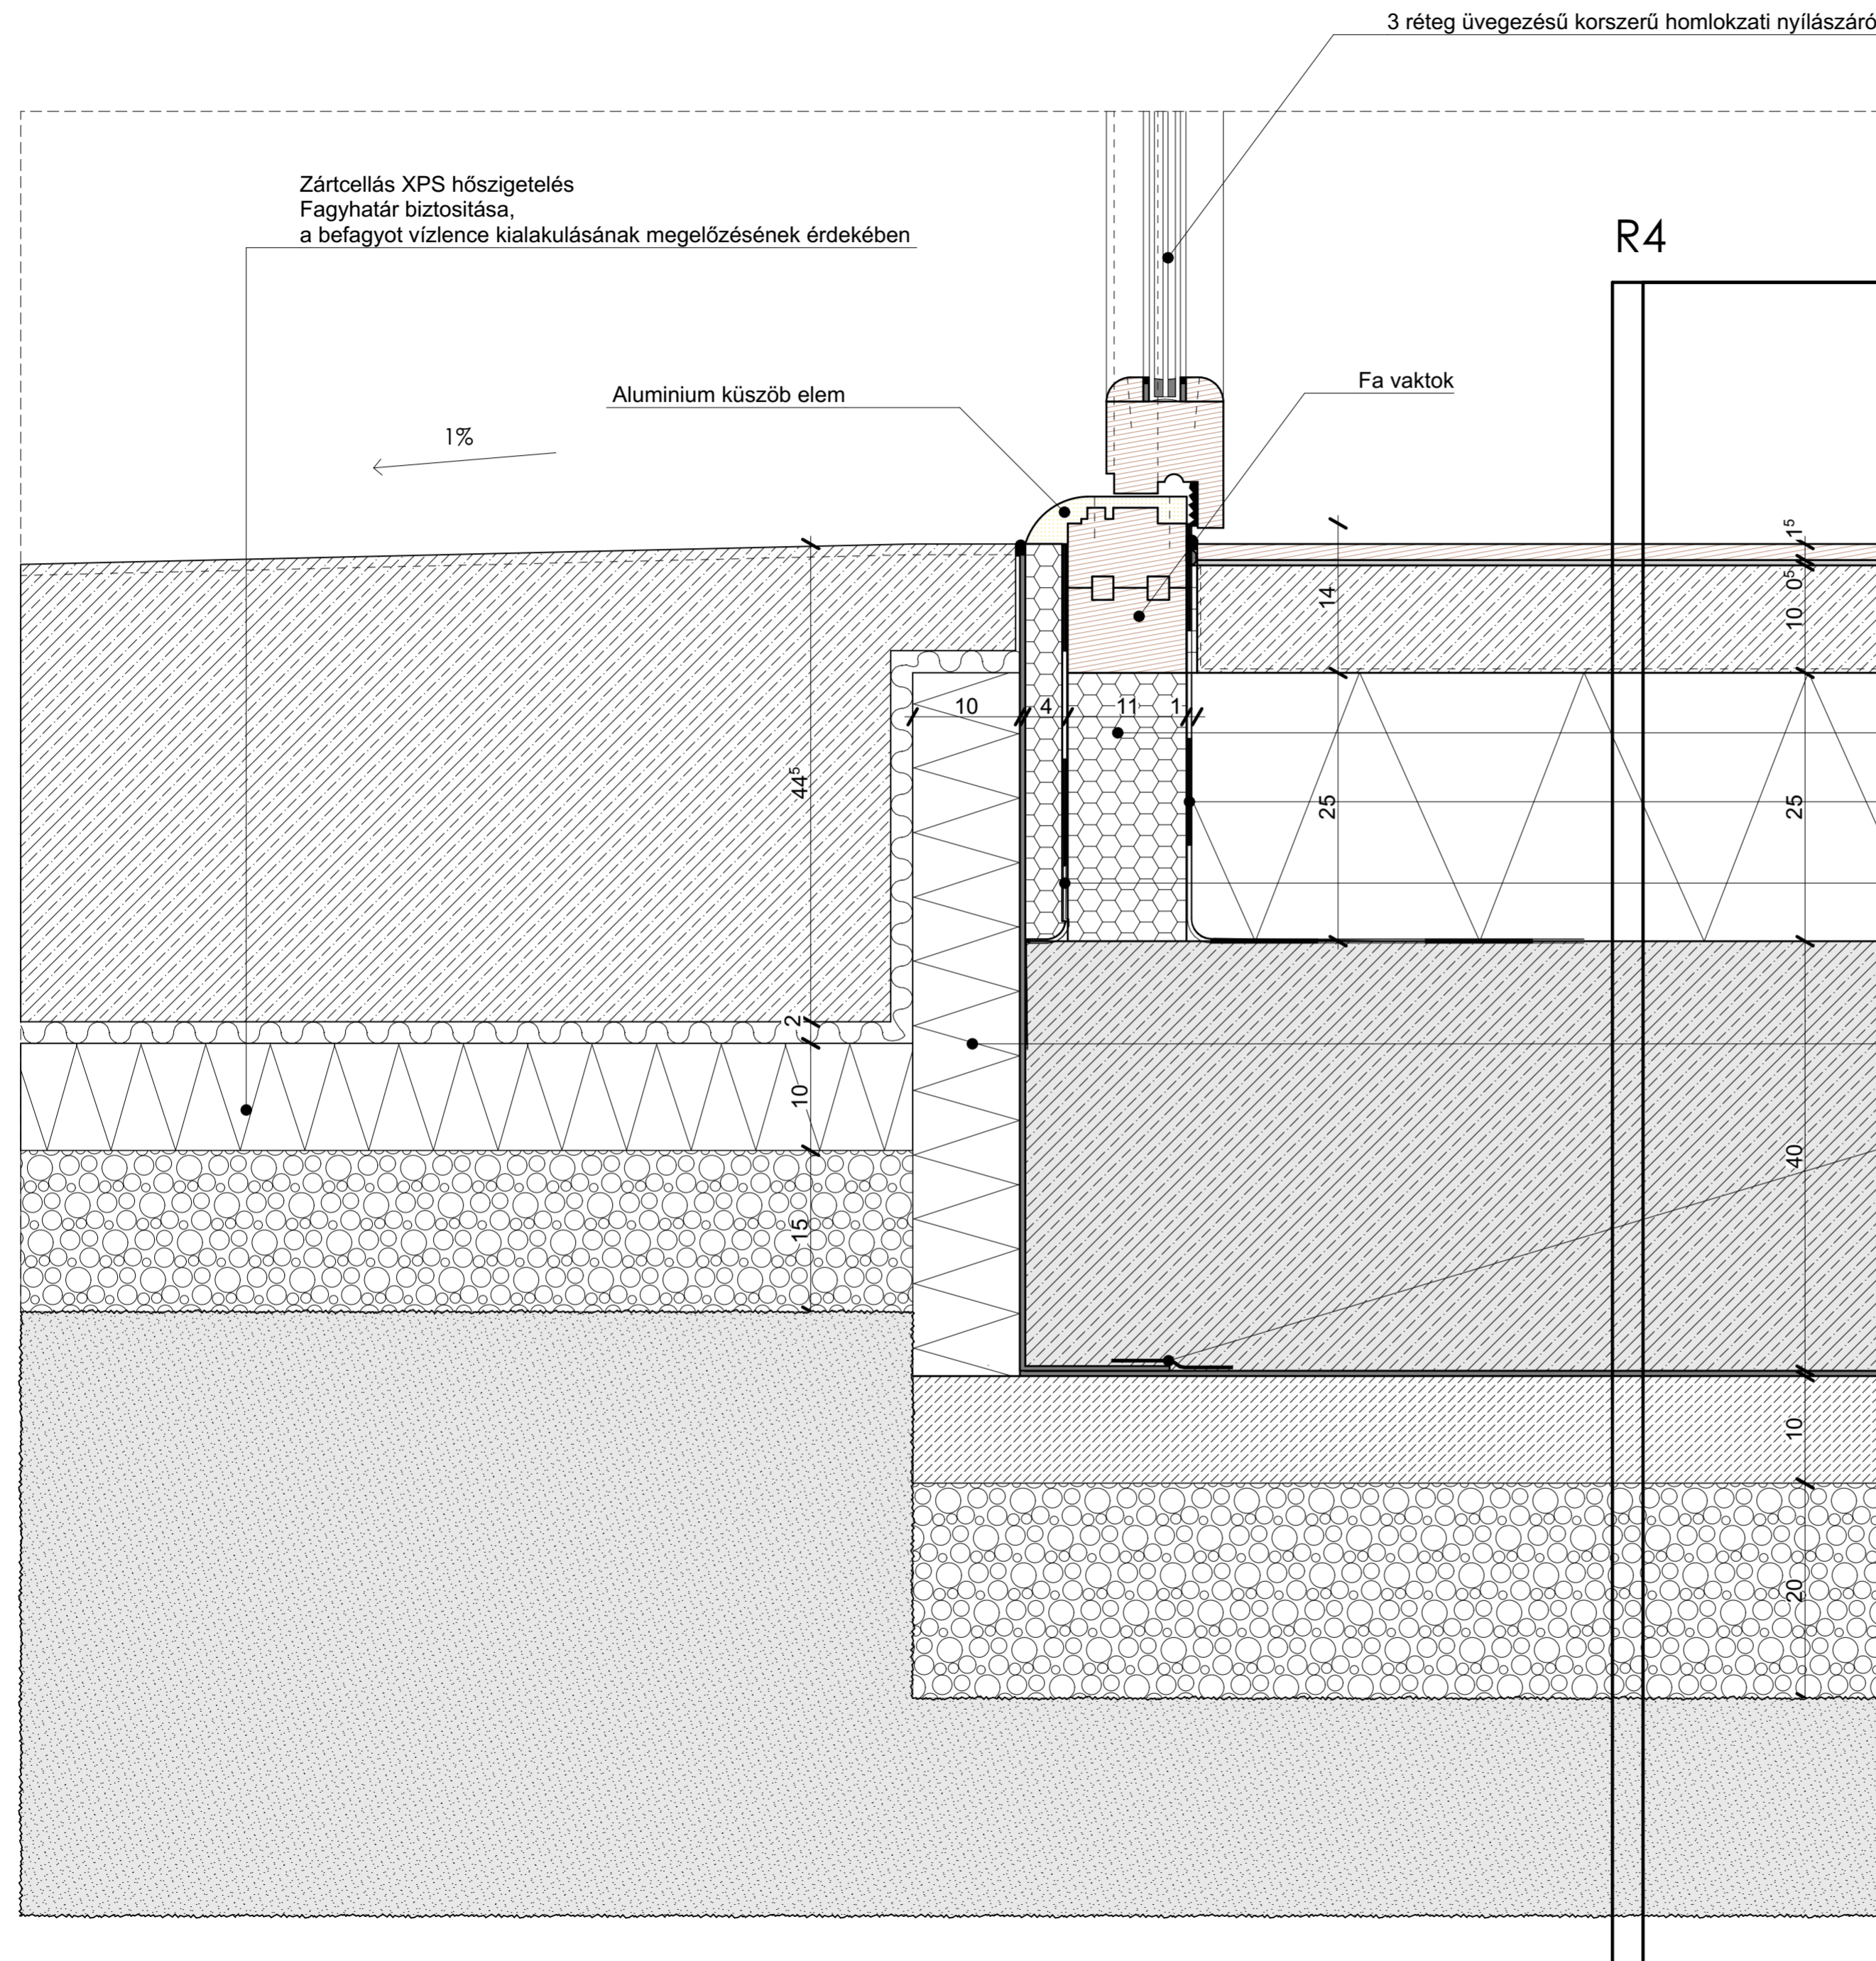 3 réteg üvegezésű korszerű homlokzati nyílászáró
Zártcellás XPS hőszigetelés
Fagyhatár biztositása,
a befagyot vízlence kialakulásának megelőzésének érdekében
R4
Aluminium küszöb elem
Fa vaktok
1%
1⁵
0⁵
10
14
10
4
11
1
44⁵
25
25
2
10
15
40
10
20